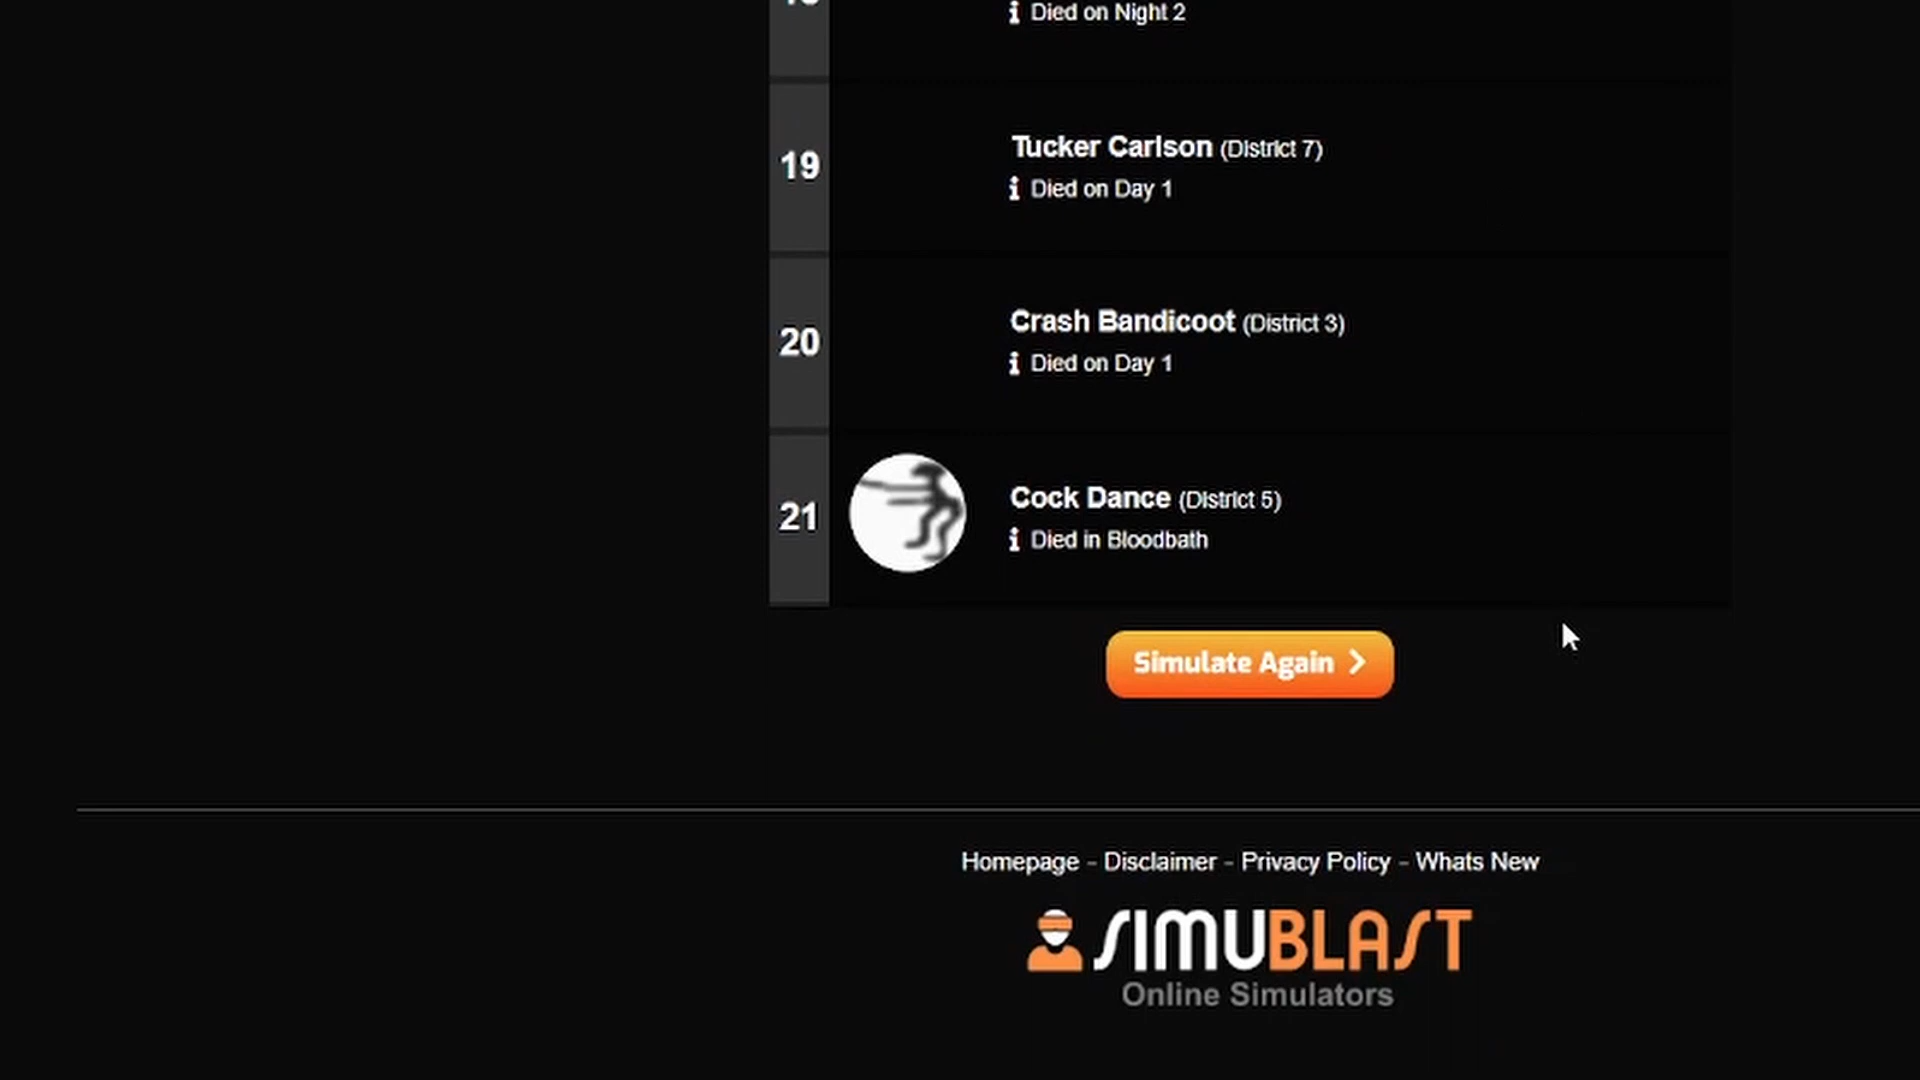 Died on Night 2
19
Tucker Carlson (District 7)
Died on Day 1
20
Crash Bandicoot (District 3)
Died on Day 1
21
Cock Dance (District 5)
Died in Bloodbath
Simulate Again
Homepage - Disclaimer - Privacy Policy - Whats New
SIMUBLAST
Online Simulators